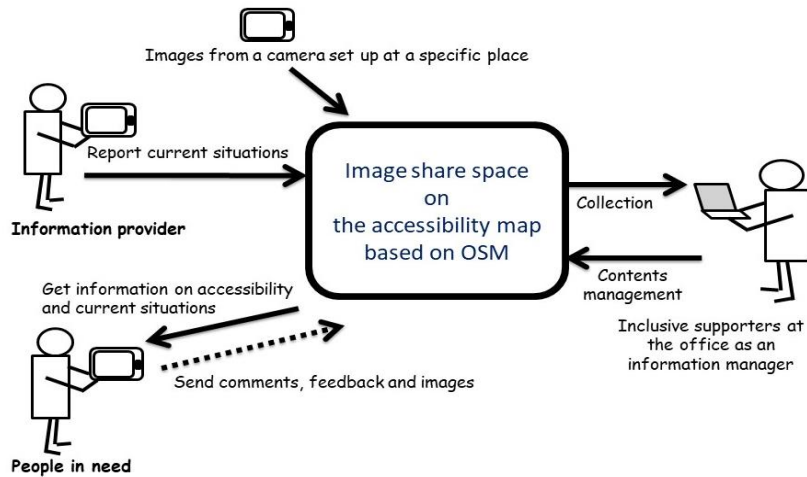 Images from a camera set up at a specific place
Report current situations
Information provider
Image share space
on
the accessibility map
based on OSM
Collection
Contents
management
Inclusive supporters at
the office as an
information manager
Get information on accessibility
and current situations
Send comments, feedback and images
People in need